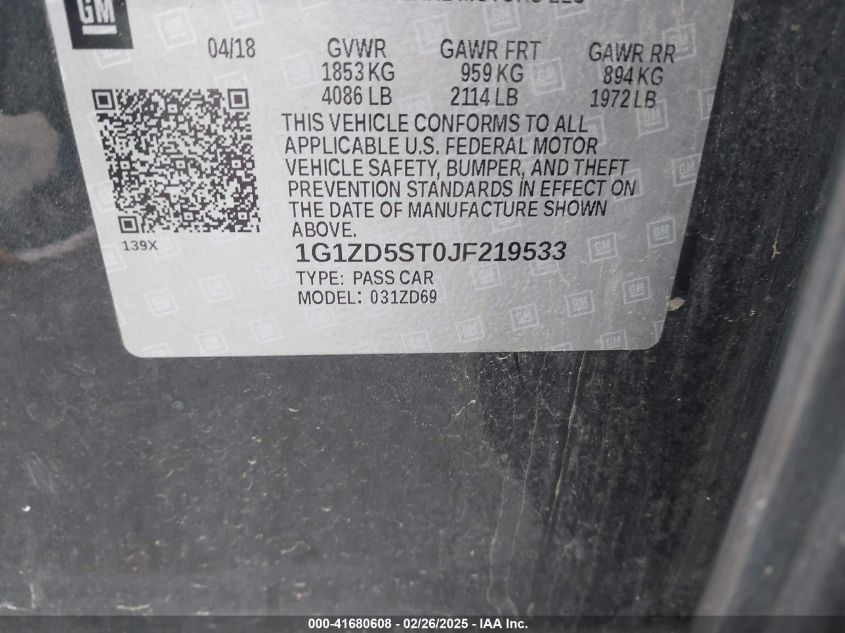 GM
04/18 GVWR GAWR FRT GAWR RR
1853 KG 959 KG 894 KG
4086 LB 2114 LB 1972 LB
THIS VEHICLE CONFORMS TO ALL
APPLICABLE U.S. FEDERAL MOTOR
VEHICLE SAFETY, BUMPER, AND THEFT
PREVENTION STANDARDS IN EFFECT ON
THE DATE OF MANUFACTURE SHOWN
ABOVE.
139X
1G1ZD5ST0JF219533
TYPE: PASS CAR
MODEL: 031ZD69
000-41680608 - 02/26/2025 - IAA Inc.